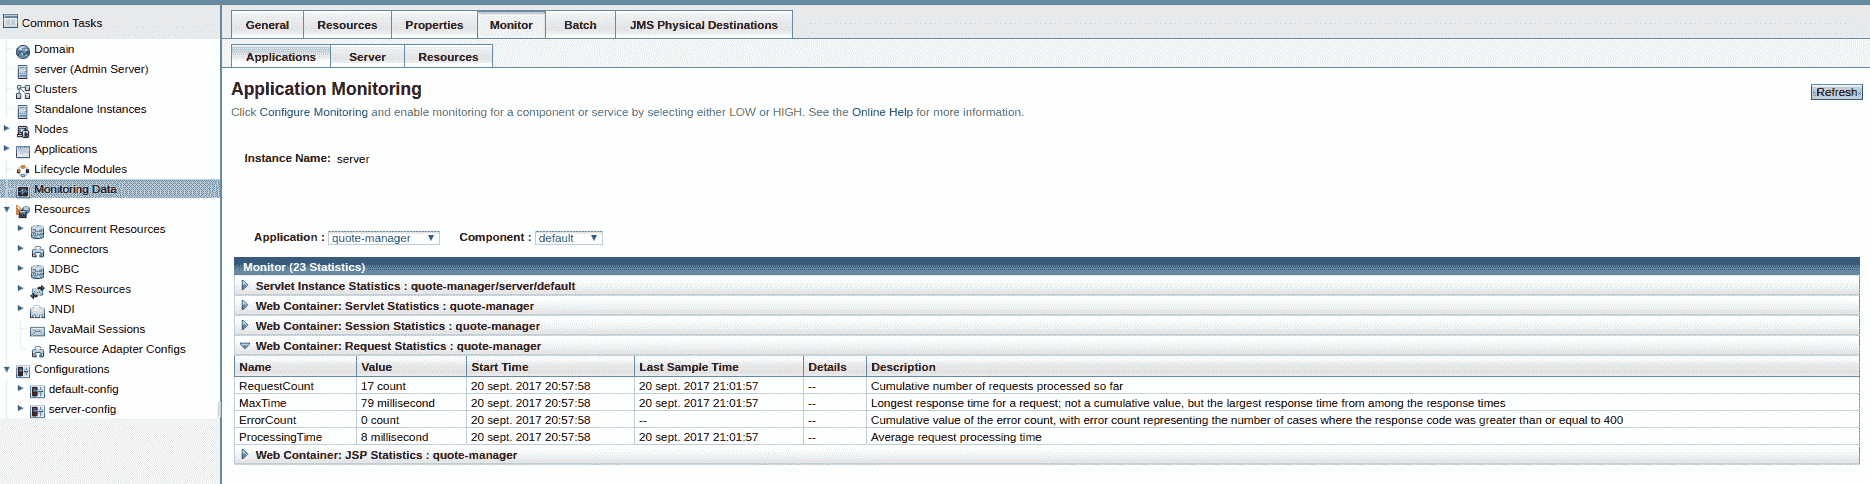 Common Tasks
Domain
server (Admin Server)
Clusters
Standalone Instances
Nodes
Applications
Lifecycle Modules
Monitoring Data
Resources
Concurrent Resources
Connectors
JDBC
JMS Resources
JNDI
JavaMail Sessions
Resource Adapter Configs
Configurations
default-config
server-config
General Resources Properties Monitor Batch JMS Physical Destinations
Applications Server Resources
Application Monitoring
Refresh
Click Configure Monitoring and enable monitoring for a component or service by selecting either LOW or HIGH. See the Online Help for more information.
Instance Name: server
Application : quote-manager Component : default
Monitor (23 Statistics)
Servlet Instance Statistics : quote-manager/server/default
Web Container: Servlet Statistics : quote-manager
Web Container: Session Statistics : quote-manager
Web Container: Request Statistics : quote-manager
Name Value Start Time Last Sample Time Details Description
RequestCount 17 count 20 sept. 2017 20:57:58 20 sept. 2017 21:01:57 -- Cumulative number of requests processed so far
MaxTime 79 millisecond 20 sept. 2017 20:57:58 20 sept. 2017 21:01:57 -- Longest response time for a request; not a cumulative value, but the largest response time from among the response times
ErrorCount 0 count 20 sept. 2017 20:57:58 -- -- Cumulative value of the error count, with error count representing the number of cases where the response code was greater than or equal to 400
ProcessingTime 8 millisecond 20 sept. 2017 20:57:58 20 sept. 2017 21:01:57 -- Average request processing time
Web Container: JSP Statistics : quote-manager